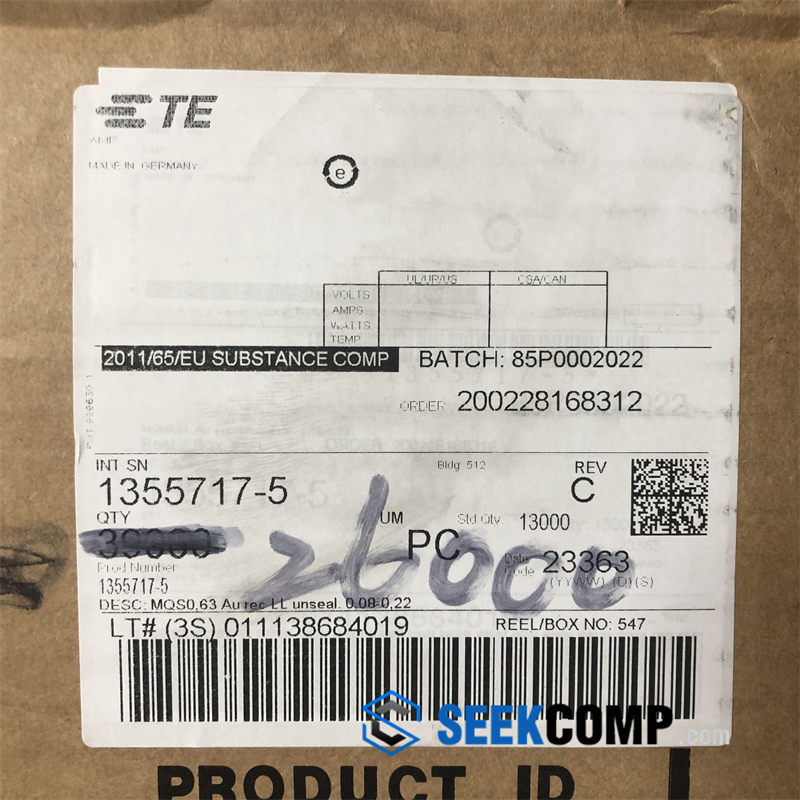 TE
AMP
MADE IN GERMANY
e
UL/UR/US CSA/CAN
VOLTS
AMPS
WATTS
TEMP
2011/65/EU SUBSTANCE COMP BATCH: 85P0002022
ORDER 200228168312
INT SN Bldg 512 REV
1355717-5 C
QTY UM Std Qty 13000
39000 PC Date Code 23363
26000
Prod Number (YYWW) (D)(S)
1355717-5
DESC: MQS0,63 Au rec LL unseal. 0.08-0,22
LT# (3S) 011138684019 REEL/BOX NO: 547
SEEKCOMP.com
PRODUCT ID